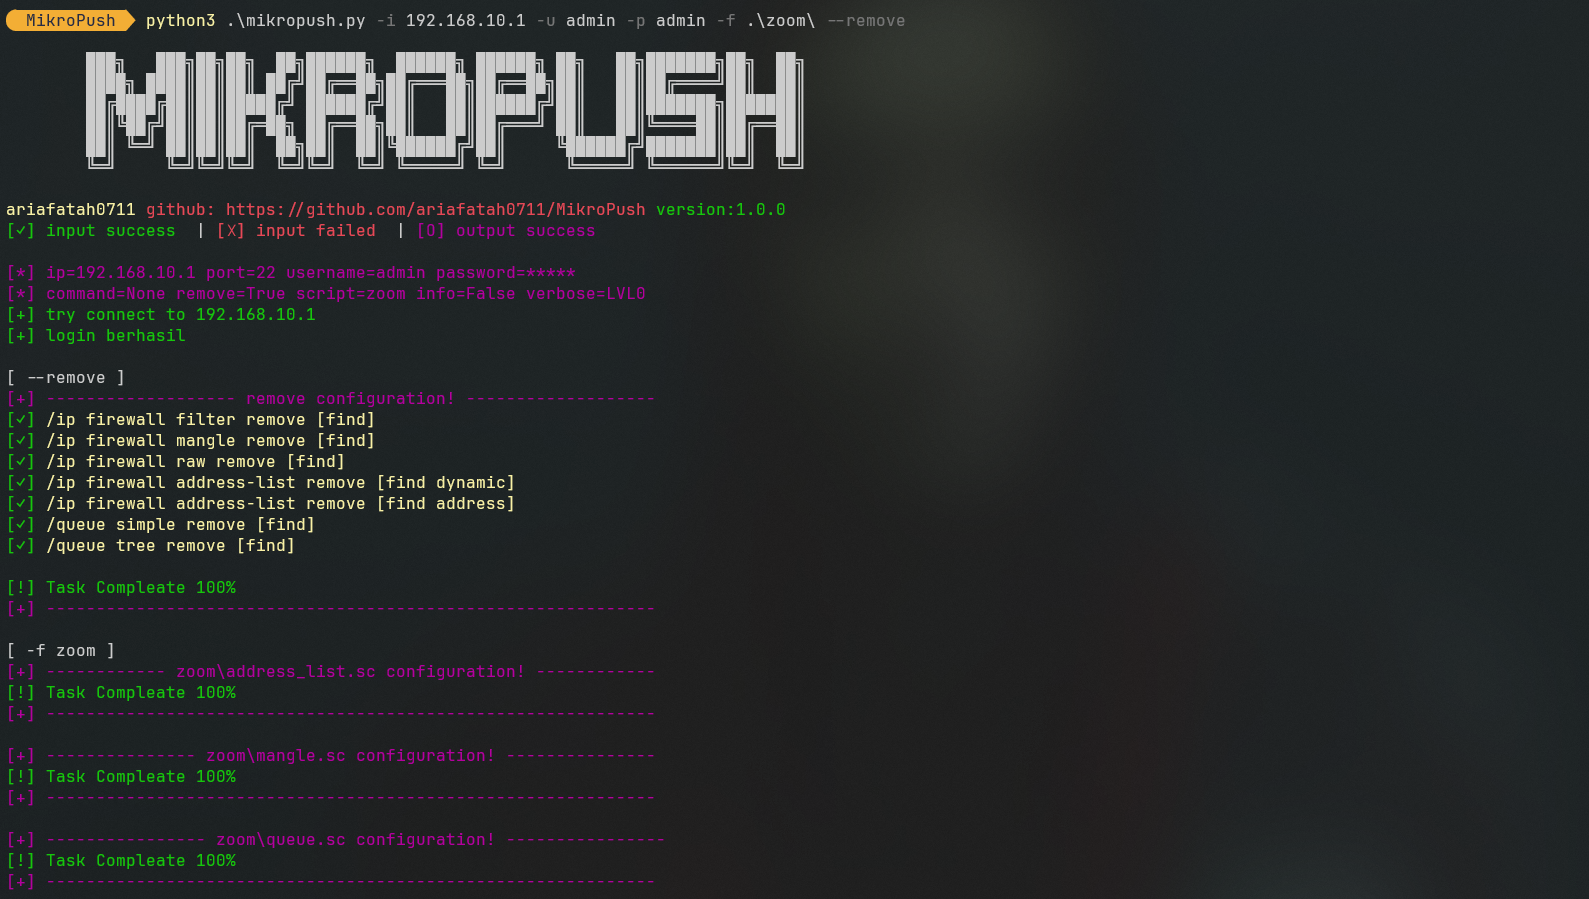 MikroPush python3 .\mikropush.py -i 192.168.10.1 -u admin -p admin -f .\zoom\ --remove
MIKROPUSH
ariafatah0711 github: https://github.com/ariafatah0711/MikroPush version:1.0.0
[✓] input success | [X] input failed | [O] output success
[*] ip=192.168.10.1 port=22 username=admin password=*****
[*] command=None remove=True script=zoom info=False verbose=LVL0
[+] try connect to 192.168.10.1
[+] login berhasil
[ --remove ]
[+] ------------------- remove configuration! -------------------
[✓] /ip firewall filter remove [find]
[✓] /ip firewall mangle remove [find]
[✓] /ip firewall raw remove [find]
[✓] /ip firewall address-list remove [find dynamic]
[✓] /ip firewall address-list remove [find address]
[✓] /queue simple remove [find]
[✓] /queue tree remove [find]
[!] Task Compleate 100%
[+] -------------------------------------------------------------
[ -f zoom ]
[+] ------------ zoom\address_list.sc configuration! ------------
[!] Task Compleate 100%
[+] -------------------------------------------------------------
[+] --------------- zoom\mangle.sc configuration! ---------------
[!] Task Compleate 100%
[+] -------------------------------------------------------------
[+] ---------------- zoom\queue.sc configuration! ----------------
[!] Task Compleate 100%
[+] -------------------------------------------------------------